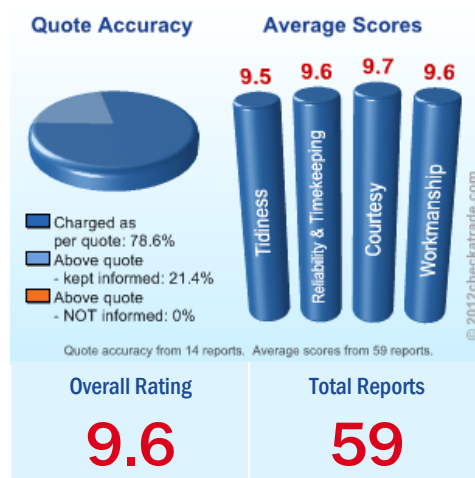 Quote Accuracy
Average Scores
9.5
9.6
9.7
9.6
Tidiness
Reliability & Timekeeping
Courtesy
Workmanship
Charged as
per quote: 78.6%
Above quote
- kept informed: 21.4%
Above quote
- NOT informed: 0%
© 2012checkatrade.com
Quote accuracy from 14 reports. Average scores from 59 reports.
Overall Rating
Total Reports
9.6
59